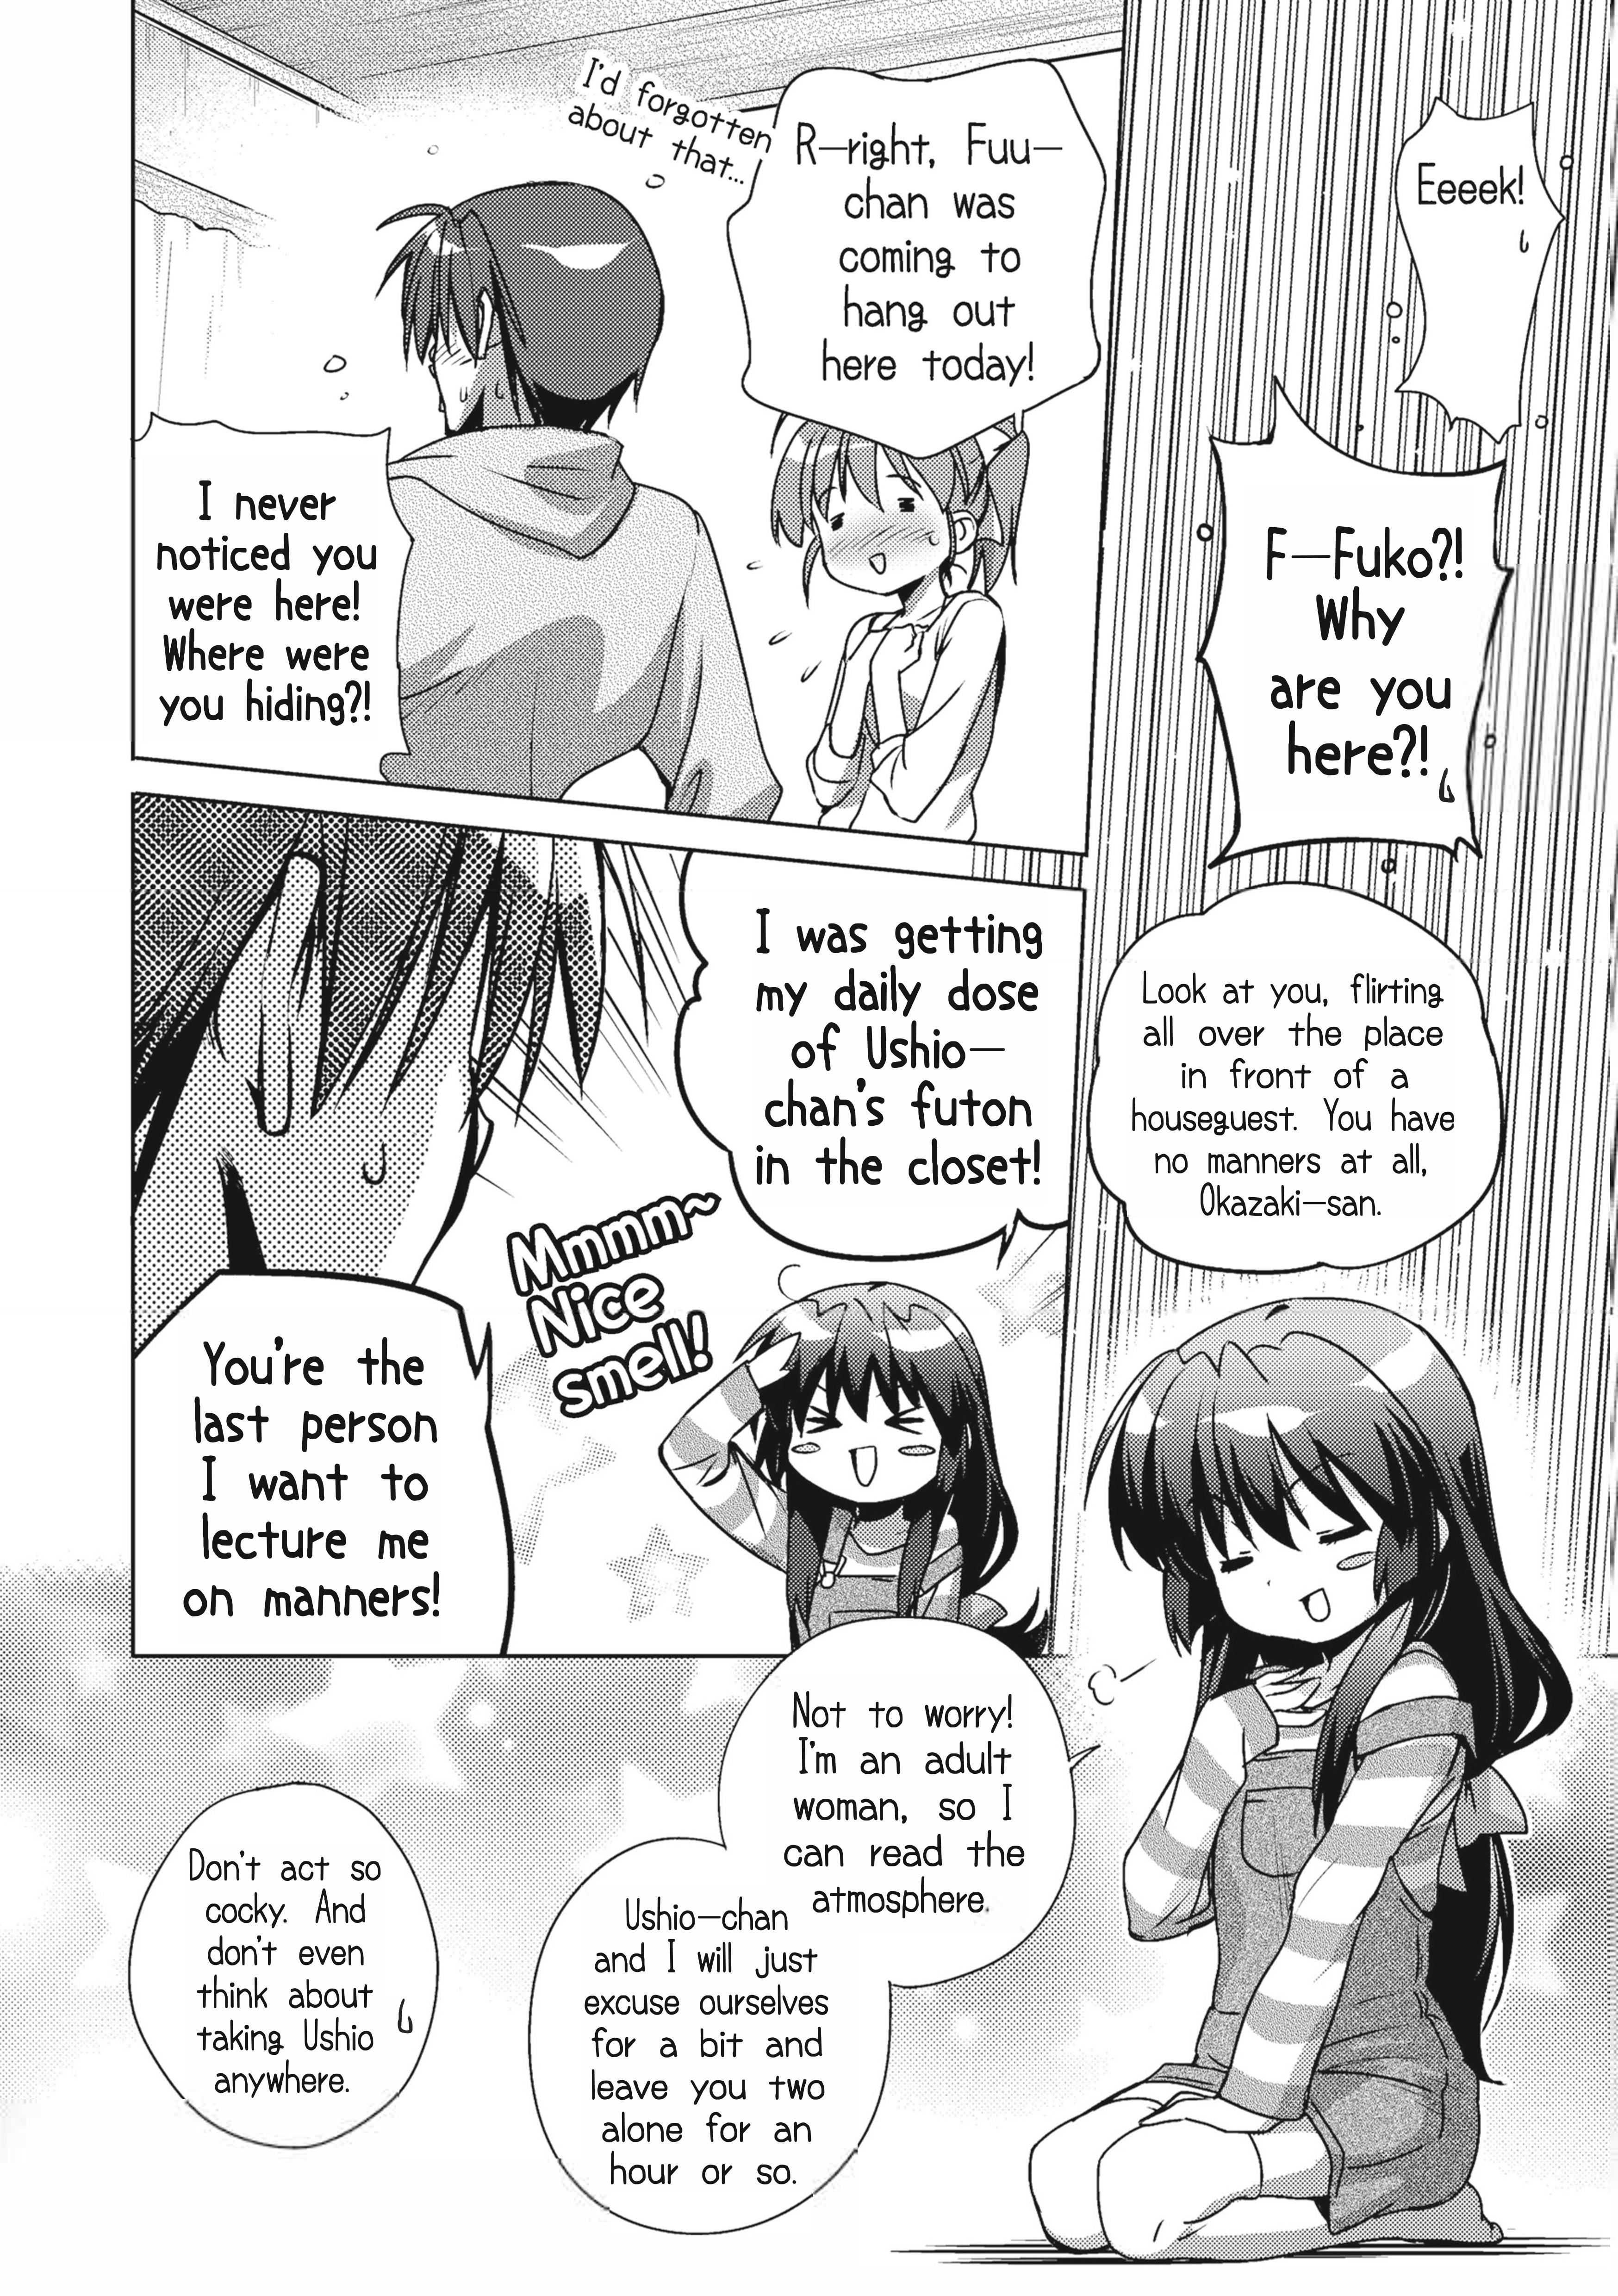 Eeeek!
F-Fuko?!
Why
are you
here?!
Look at you, flirting
all over the place
in front of a
houseguest. You have
no manners at all,
Okazaki-san.
R-right, Fuu-
chan was
coming to
hang out
here today!
I'd forgotten
about that...
I never
noticed you
were here!
Where were
you hiding?!
I was getting
my daily dose
of Ushio-
chan's futon
in the closet!
Mmmm~
Nice
smell!
You're the
last person
I want to
lecture me
on manners!
Not to worry!
I'm an adult
woman, so I
can read the
atmosphere.
Ushio-chan
and I will just
excuse ourselves
for a bit and
leave you two
alone for an
hour or so.
Don't act so
cocky. And
don't even
think about
taking Ushio
anywhere.